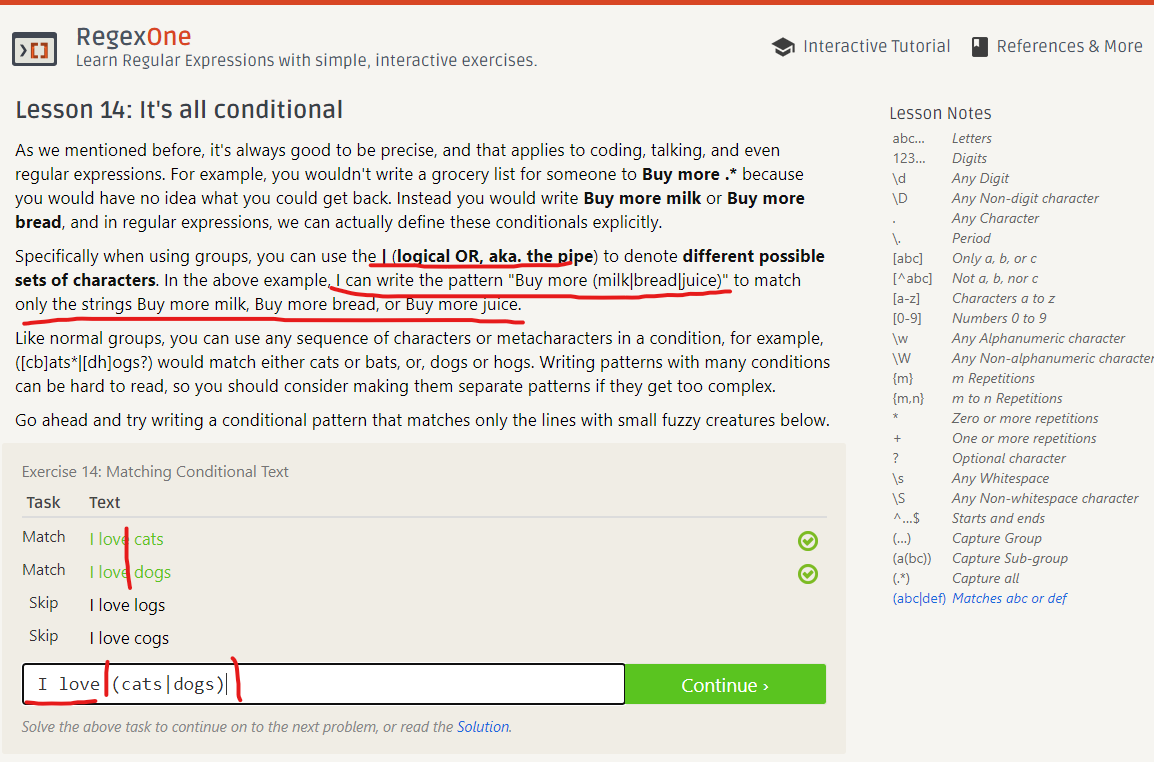 RegexOne
Learn Regular Expressions with simple, interactive exercises.
Interactive Tutorial
References & More
Lesson 14: It's all conditional
As we mentioned before, it's always good to be precise, and that applies to coding, talking, and even
regular expressions. For example, you wouldn't write a grocery list for someone to Buy more .* because
you would have no idea what you could get back. Instead you would write Buy more milk or Buy more
bread, and in regular expressions, we can actually define these conditionals explicitly.
Specifically when using groups, you can use the | (logical OR, aka. the pipe) to denote different possible
sets of characters. In the above example, I can write the pattern "Buy more (milk|bread|juice)" to match
only the strings Buy more milk, Buy more bread, or Buy more juice.
Like normal groups, you can use any sequence of characters or metacharacters in a condition, for example,
([cb]ats*|[dh]ogs?) would match either cats or bats, or, dogs or hogs. Writing patterns with many conditions
can be hard to read, so you should consider making them separate patterns if they get too complex.
Go ahead and try writing a conditional pattern that matches only the lines with small fuzzy creatures below.
Exercise 14: Matching Conditional Text
Task Text
Match I love cats
Match I love dogs
Skip I love logs
Skip I love cogs
I love (cats|dogs)
Continue ›
Solve the above task to continue on to the next problem, or read the Solution.
Lesson Notes
abc… Letters
123… Digits
\d Any Digit
\D Any Non-digit character
. Any Character
\. Period
[abc] Only a, b, or c
[^abc] Not a, b, nor c
[a-z] Characters a to z
[0-9] Numbers 0 to 9
\w Any Alphanumeric character
\W Any Non-alphanumeric character
{m} m Repetitions
{m,n} m to n Repetitions
* Zero or more repetitions
+ One or more repetitions
? Optional character
\s Any Whitespace
\S Any Non-whitespace character
^…$ Starts and ends
(…) Capture Group
(a(bc)) Capture Sub-group
(.*) Capture all
(abc|def) Matches abc or def